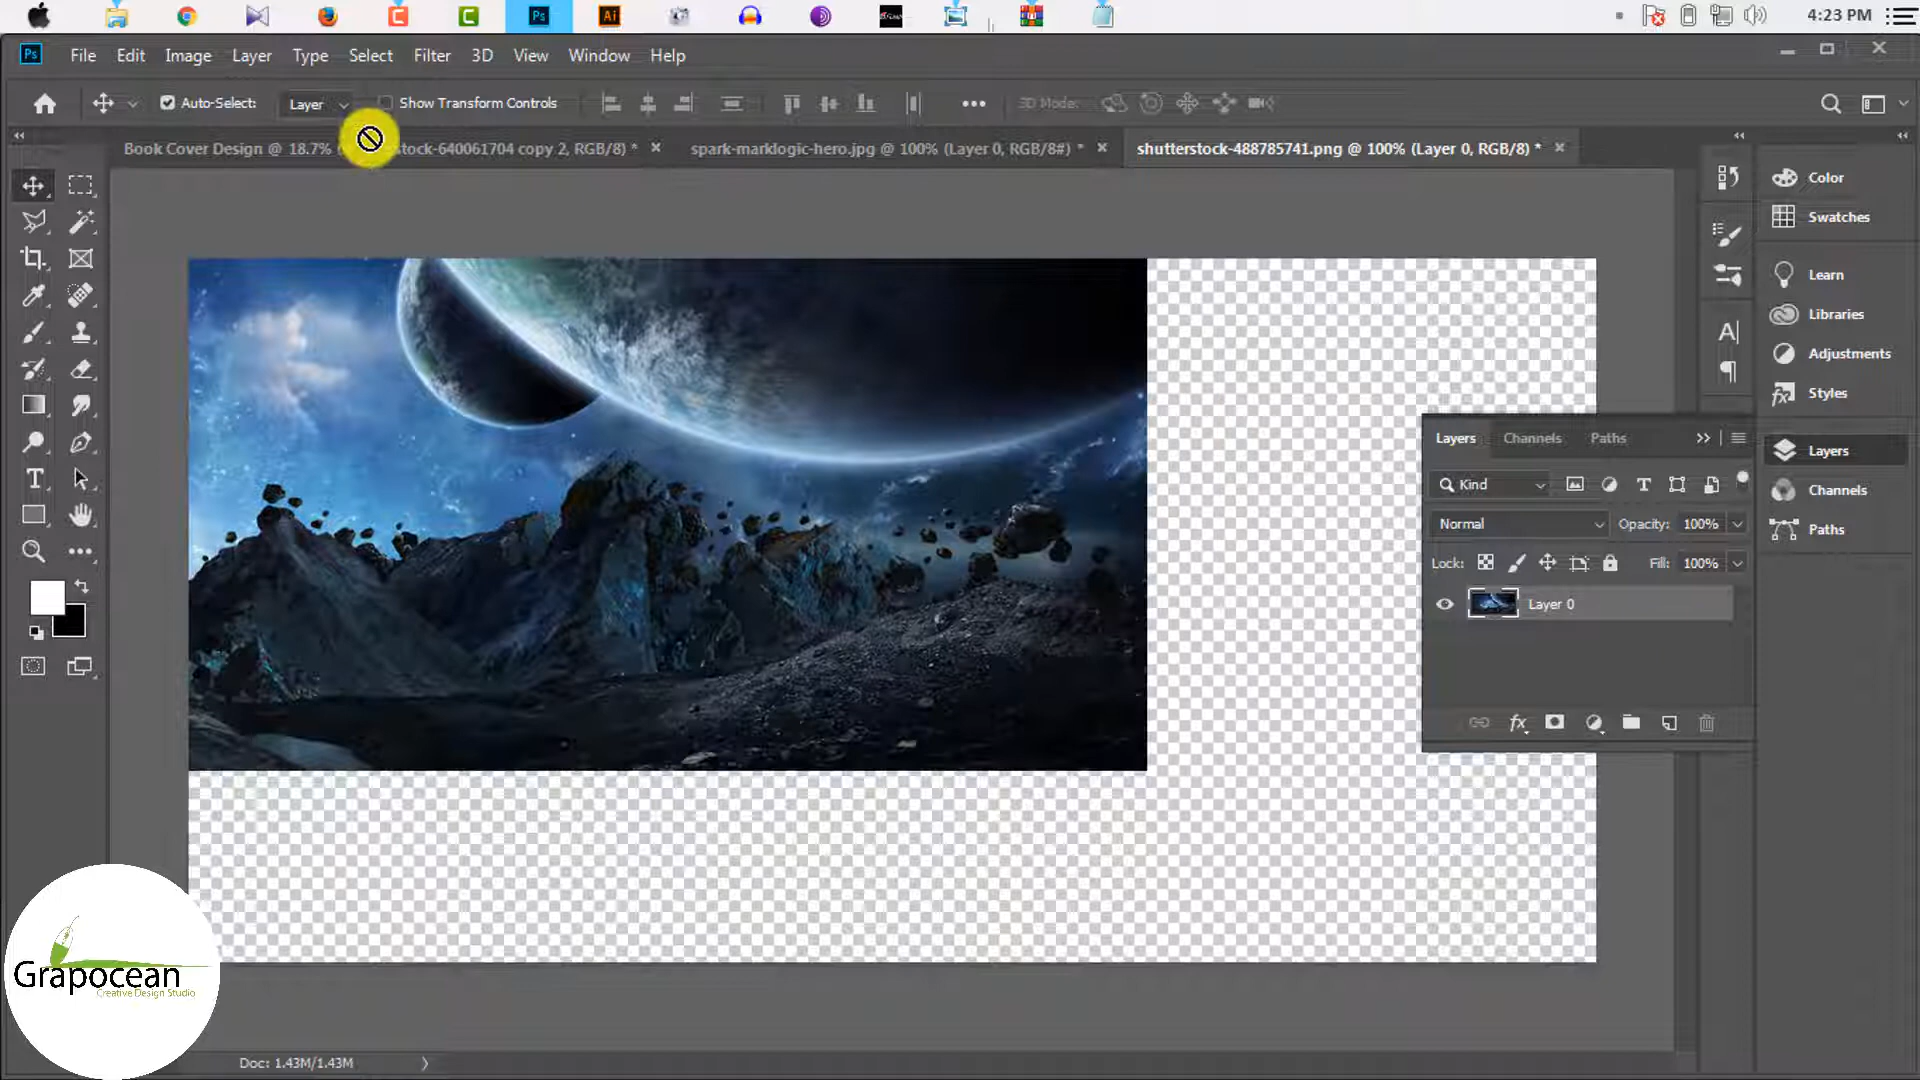 4:23 PM
Ps
File Edit Image Layer Type Select Filter 3D View Window Help
Auto-Select: Layer Show Transform Controls 3D Mode:
Book Cover Design @ 18.7% stock-640061704 copy 2, RGB/8) * spark-marklogic-hero.jpg @ 100% (Layer 0, RGB/8#) * shutterstock-488785741.png @ 100% (Layer 0, RGB/8) *
Color
Swatches
Learn
Libraries
Adjustments
Styles
Layers
Channels
Paths
Layers Channels Paths
Kind
Normal Opacity: 100%
Lock: Fill: 100%
Layer 0
Grapocean
Creative Design Studio
Doc: 1.43M/1.43M